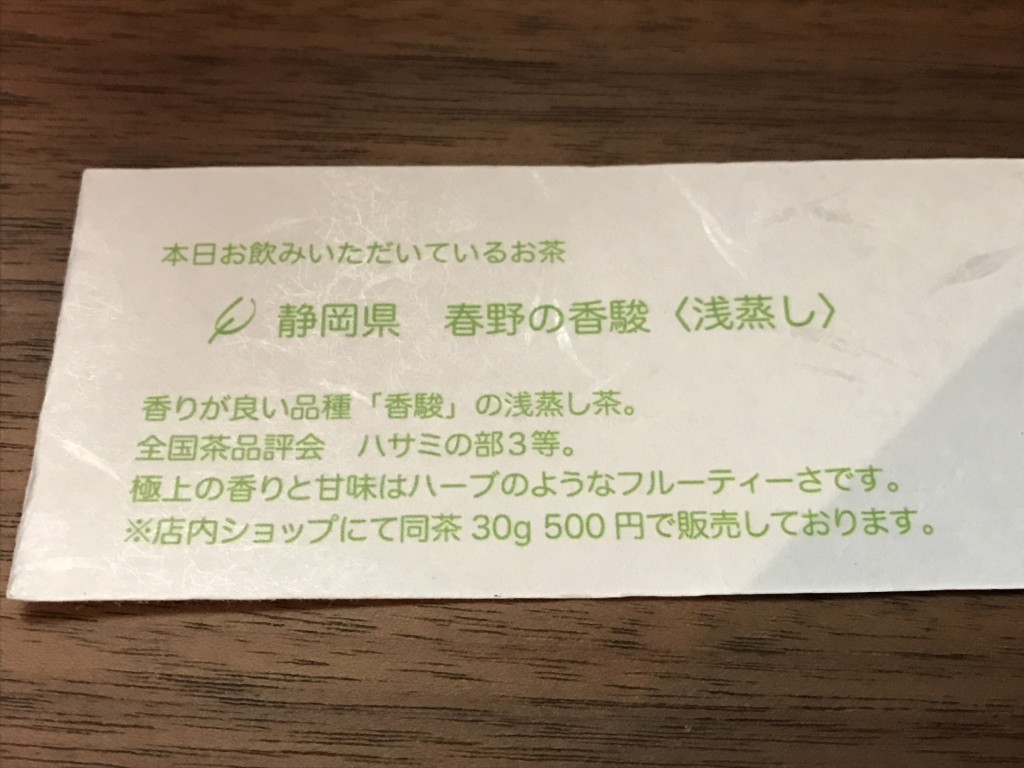 本日お飲みいただいているお茶
静岡県　春野の香駿〈浅蒸し〉
香りが良い品種「香駿」の浅蒸し茶。
全国茶品評会　ハサミの部３等。
極上の香りと甘味はハーブのようなフルーティーさです。
※店内ショップにて同茶 30g 500 円で販売しております。